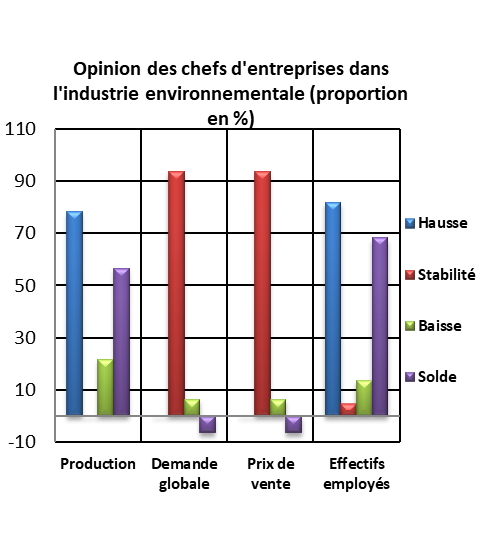 Opinion des chefs d'entreprises dans
l'industrie environnementale (proportion
en %)
110
90
70
50
30
10
-10
Hausse
Stabilité
Baisse
Solde
Production
Demande
globale
Prix de
vente
Effectifs
employés